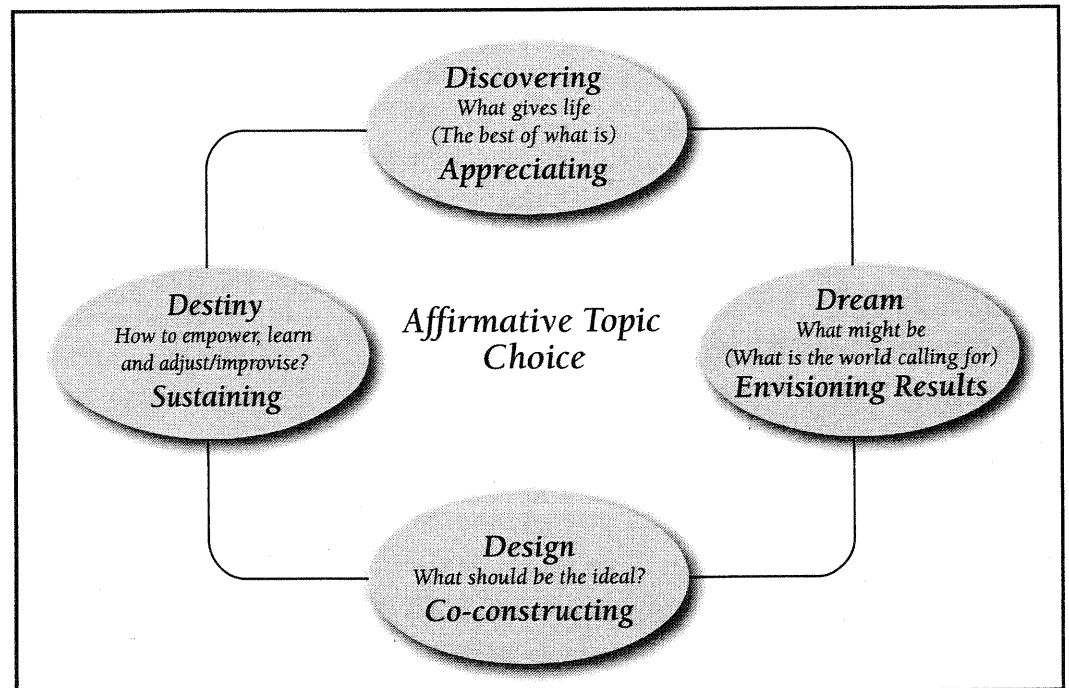 Discovering
What gives life
(The best of what is)
Appreciating
Destiny
How to empower, learn
and adjust/improvise?
Sustaining
Affirmative Topic
Choice
Dream
What might be
(What is the world calling for)
Envisioning Results
Design
What should be the ideal?
Co-constructing